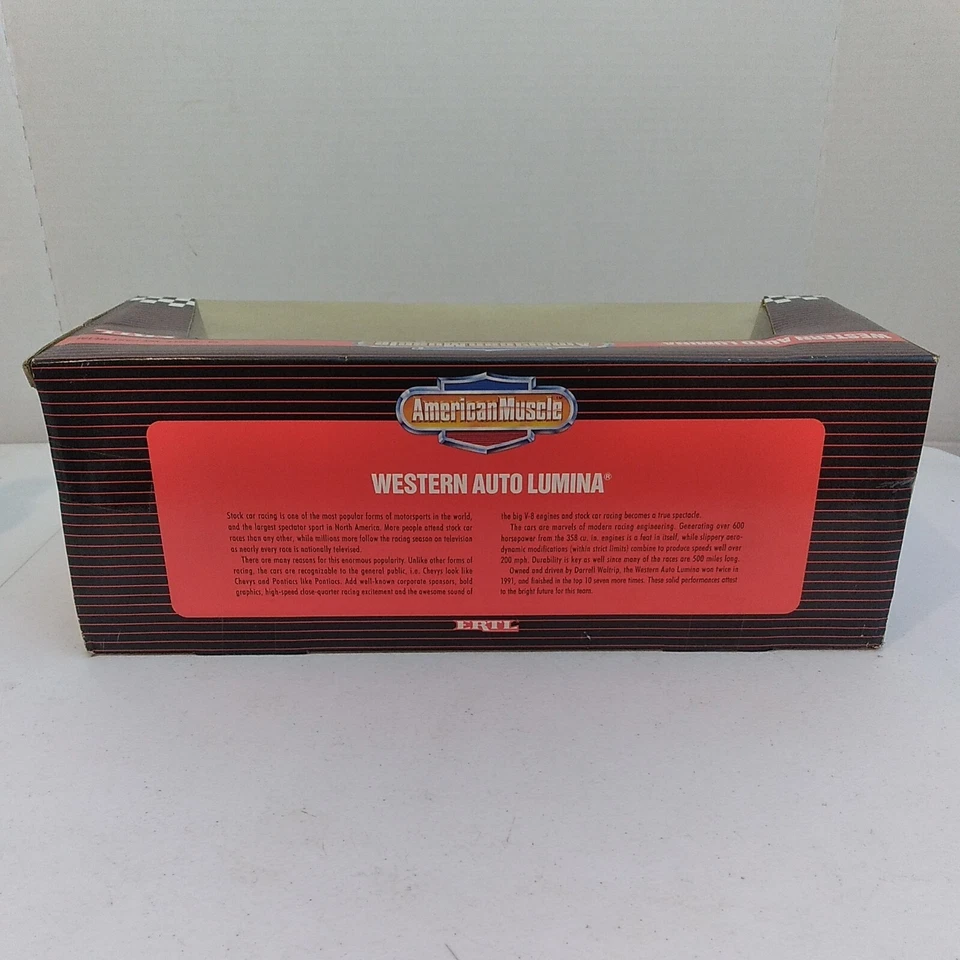 ERTL
AmericanMuscle
WESTERN AUTO LUMINA
AmericanMuscle™
WESTERN AUTO LUMINA®
Stock car racing is one of the most popular forms of motorsports in the world,
and the largest spectator sport in North America. More people attend stock car
races than any other, while millions more follow the racing season on television
as nearly every race is nationally televised.
There are many reasons for this enormous popularity. Unlike other forms of
racing, the cars are recognizable to the general public, i.e. Chevys look like
Chevys and Pontiacs like Pontiacs. Add well-known corporate sponsors, bold
graphics, high-speed close-quarter racing excitement and the awesome sound of
the big V-8 engines and stock car racing becomes a true spectacle.
The cars are marvels of modern racing engineering. Generating over 600
horsepower from the 358 cu. in. engines is a feat in itself, while slippery aero-
dynamic modifications (within strict limits) combine to produce speeds well over
200 mph. Durability is key as well since many of the races are 500 miles long.
Owned and driven by Darrell Waltrip, the Western Auto Lumina won twice in
1991, and finished in the top 10 seven more times. These solid performances attest
to the bright future for this team.
ERTL